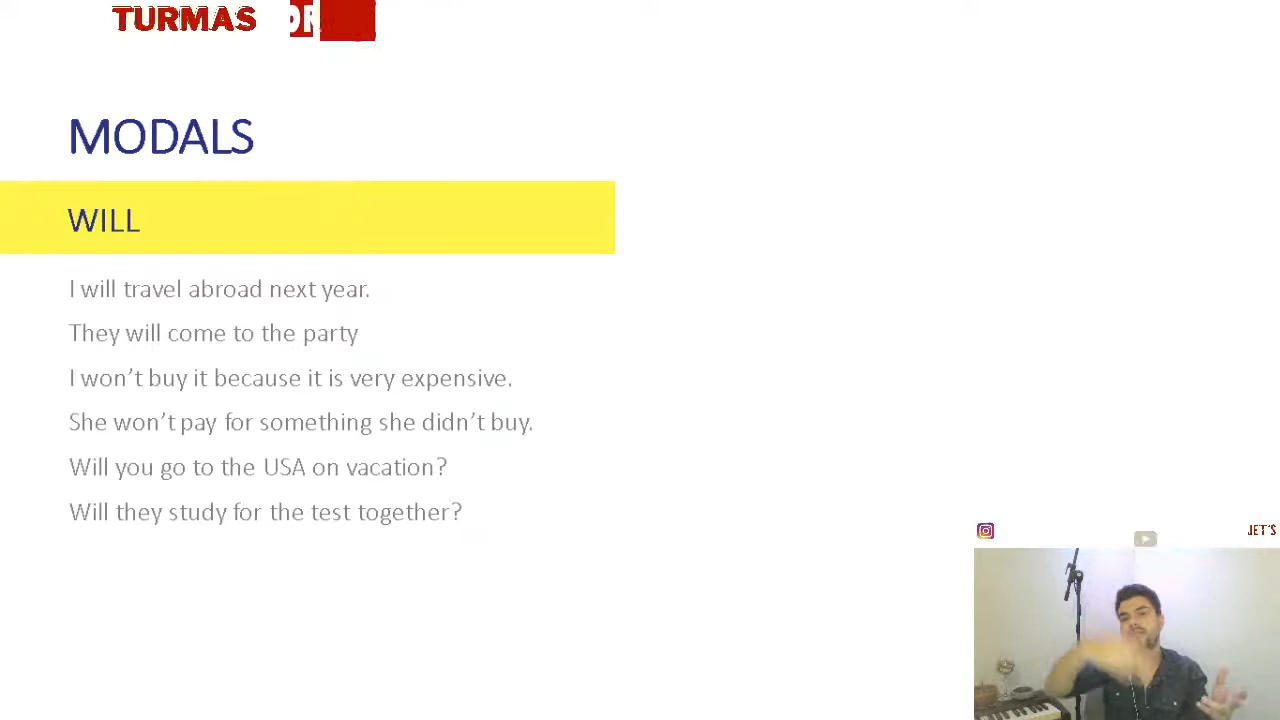 TURMAS
MODALS
WILL
I will travel abroad next year.
They will come to the party
I won’t buy it because it is very expensive.
She won’t pay for something she didn’t buy.
Will you go to the USA on vacation?
Will they study for the test together?
JET'S